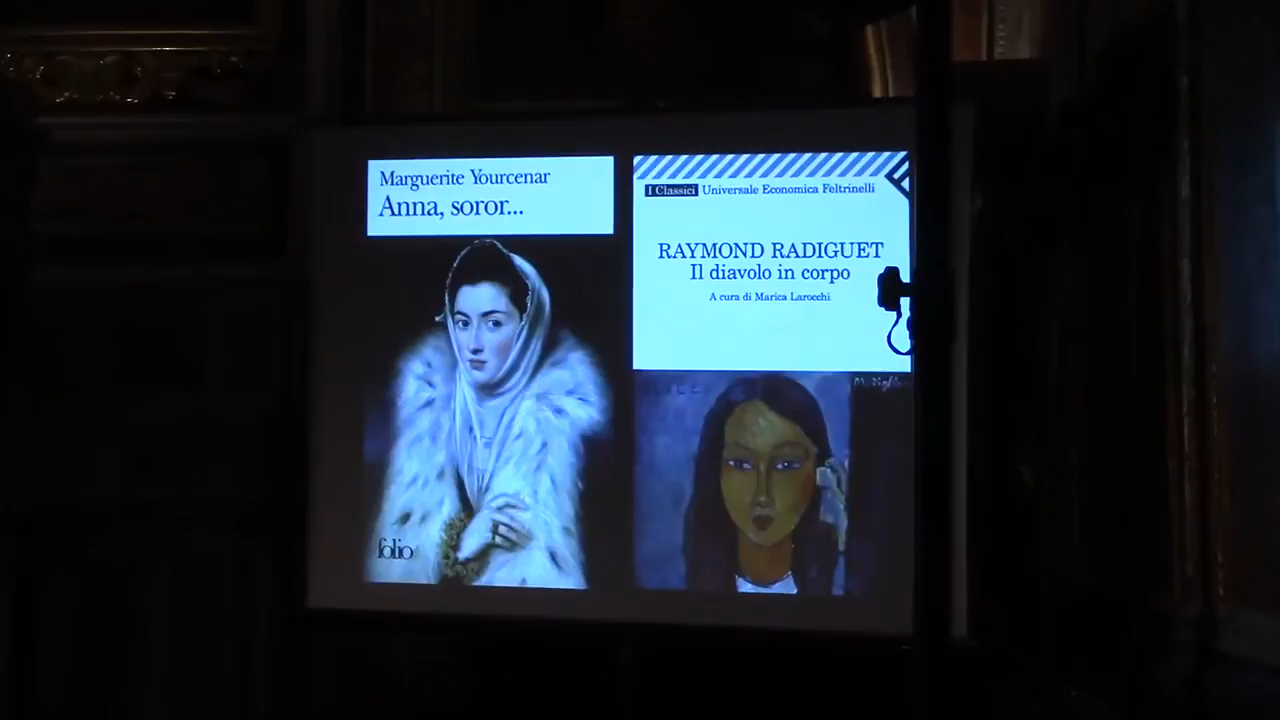 Marguerite Yourcenar
Anna, soror...
folio
I Classici Universale Economica Feltrinelli
RAYMOND RADIGUET
Il diavolo in corpo
A cura di Marica Larocchi